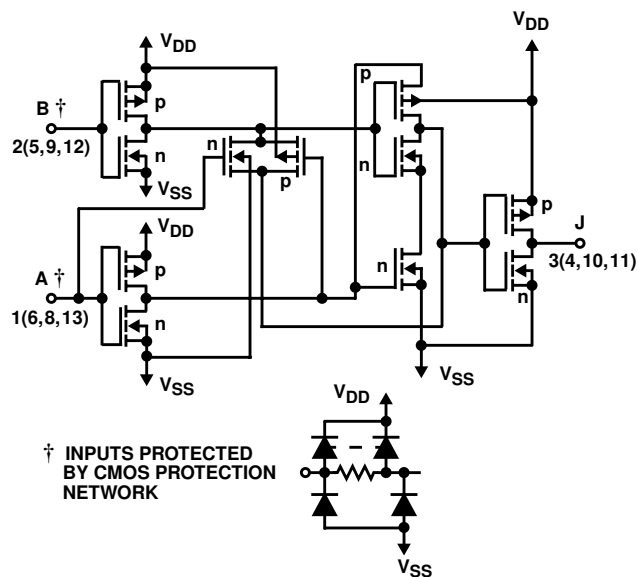 VDD
VDD
B †
p
p
2(5,9,12)
n
n
n
p
VSS
VDD
J
p
3(4,10,11)
A †
p
n
n
1(6,8,13)
n
VSS
VSS
VDD
† INPUTS PROTECTED
BY CMOS PROTECTION
NETWORK
VSS